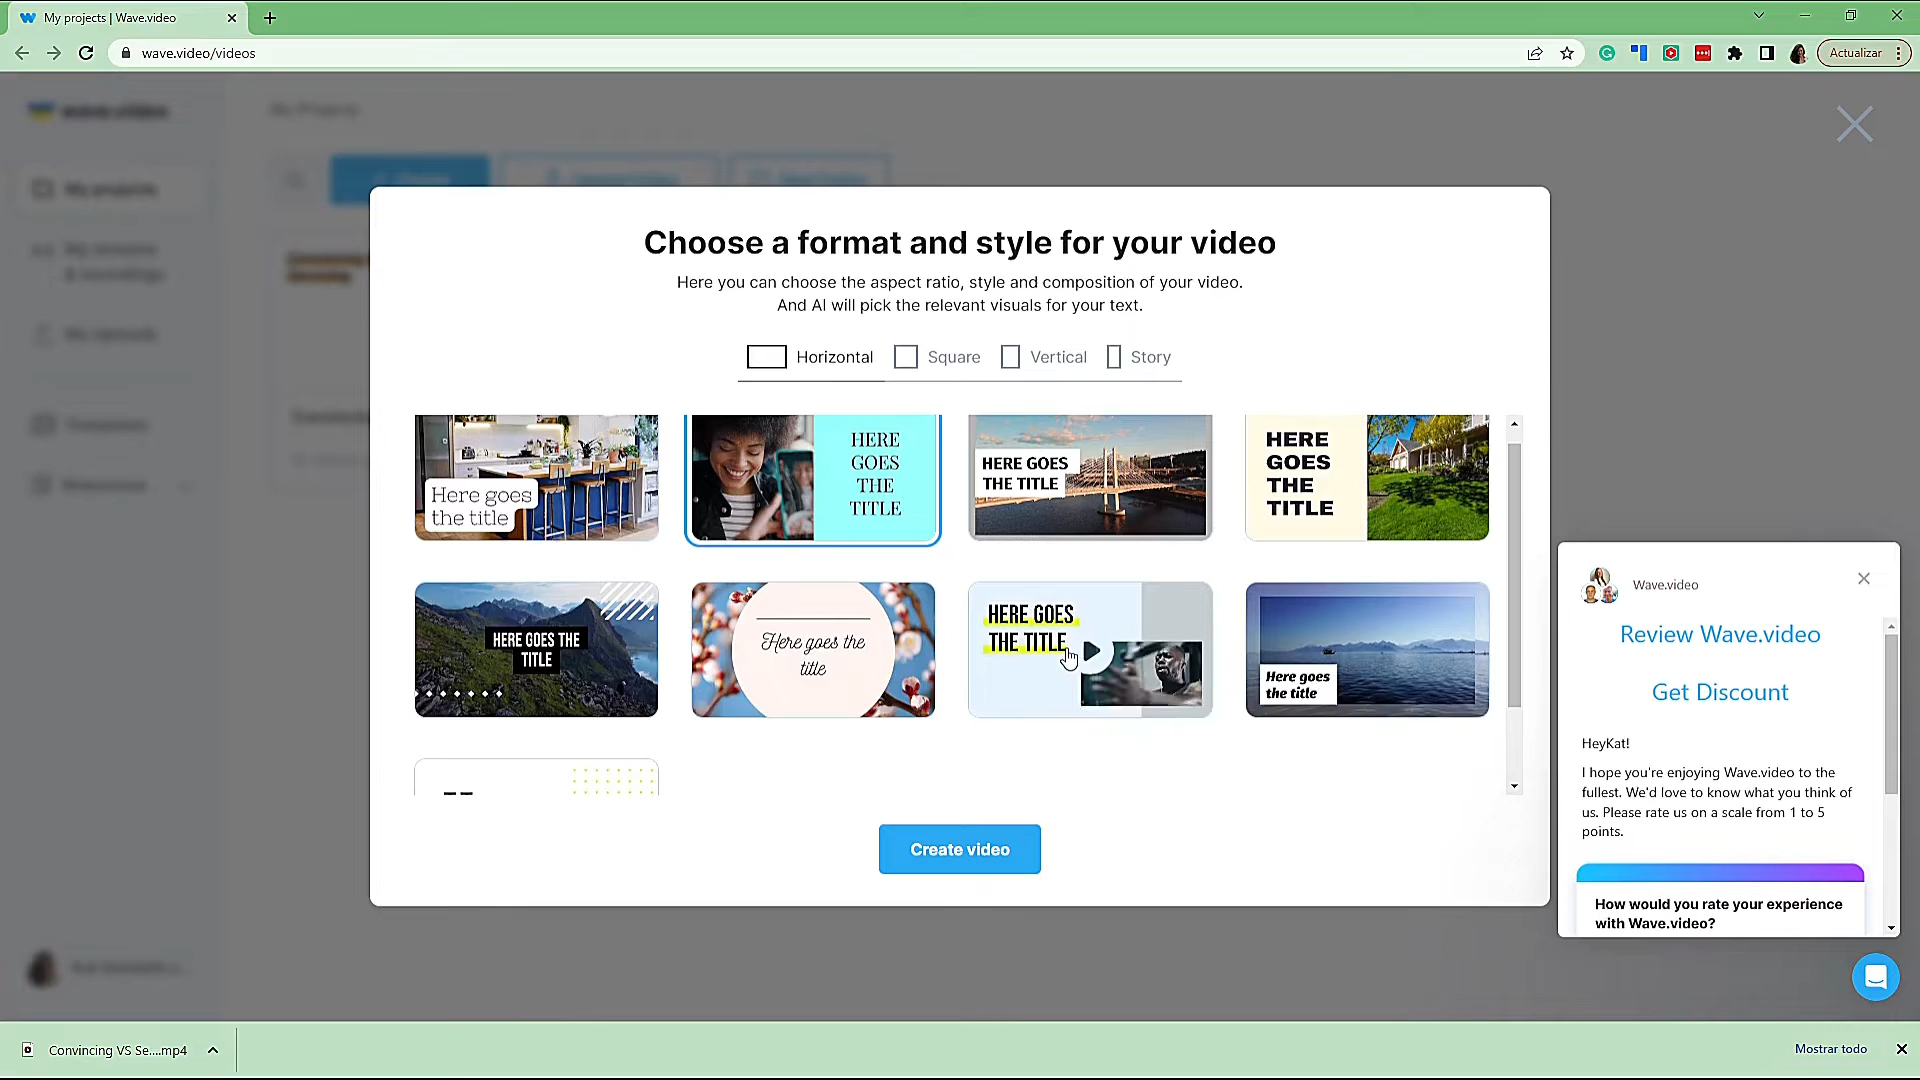 My projects | Wave.video
wave.video/videos
Actualizar
wave.video
My Projects
My projects
Choose a format and style for your video
Here you can choose the aspect ratio, style and composition of your video.
And AI will pick the relevant visuals for your text.
Horizontal
Square
Vertical
Story
Here goes
the title
HERE
GOES
THE
TITLE
HERE GOES
THE TITLE
HERE
GOES
THE
TITLE
HERE GOES THE
TITLE
Here goes the
title
HERE GOES
THE TITLE
Here goes
the title
Create video
Wave.video
Review Wave.video
Get Discount
HeyKat!
I hope you're enjoying Wave.video to the
fullest. We'd love to know what you think of
us. Please rate us on a scale from 1 to 5
points.
How would you rate your experience
with Wave.video?
Convincing VS Se....mp4
Mostrar todo